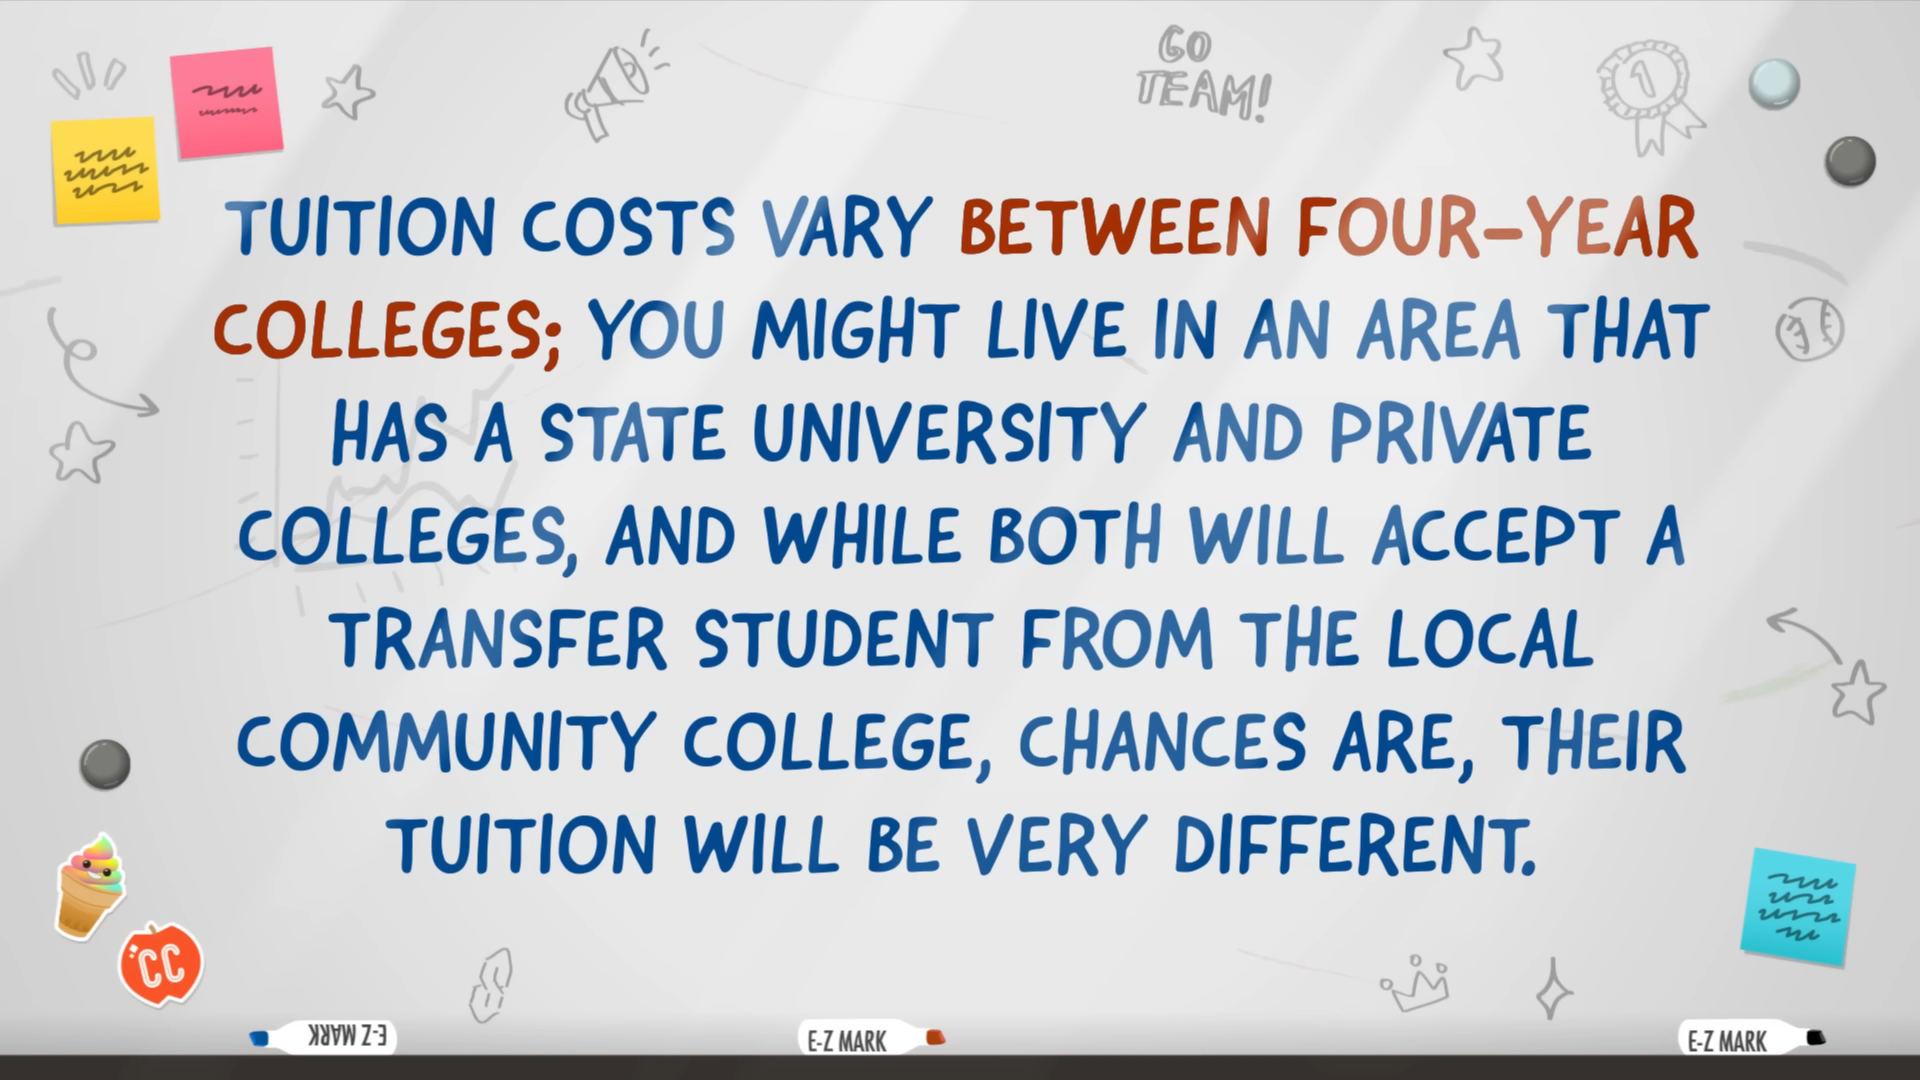 GO
TEAM!
1
TUITION COSTS VARY BETWEEN FOUR-YEAR
COLLEGES; YOU MIGHT LIVE IN AN AREA THAT
HAS A STATE UNIVERSITY AND PRIVATE
COLLEGES, AND WHILE BOTH WILL ACCEPT A
TRANSFER STUDENT FROM THE LOCAL
COMMUNITY COLLEGE, CHANCES ARE, THEIR
TUITION WILL BE VERY DIFFERENT.
CC
E-Z MARK
E-Z MARK
E-Z MARK